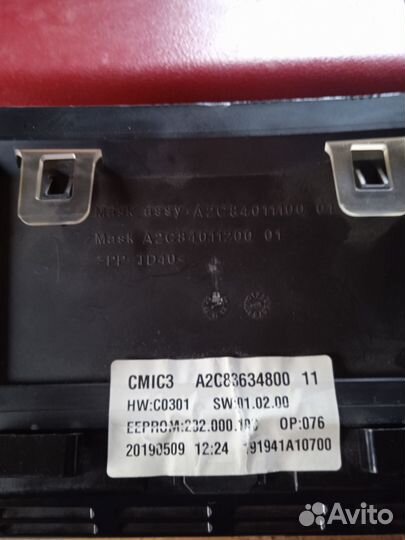 Mask assy A2C84011100 01
Mask A2C84011200 01
>PP-TD40<
CMIC3 A2C83634800 11
HW:C0301 SW:01.02.00
EEPROM:232.000.
OP:076
20190509 12:24 191941A10700
Avito